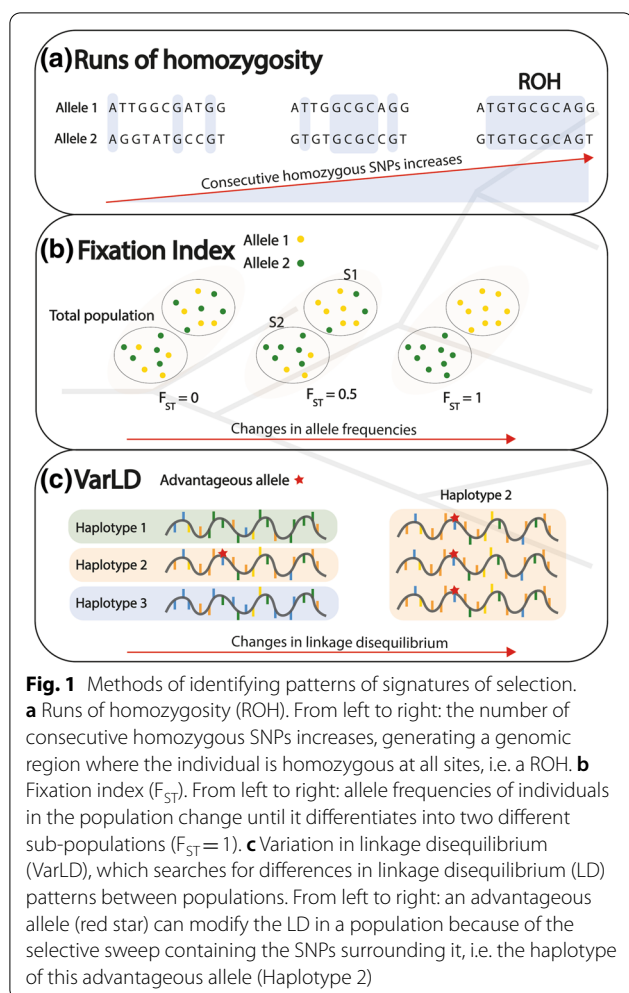 (a) Runs of homozygosity
ROH
Allele 1 ATTGGCGATGG ATTGGCGCAGG ATGTGCGCAGG
Allele 2 AGGTATGCCGT GTGTGCGCCGT GTGTGCGCAGT
Consecutive homozygous SNPs increases
(b) Fixation Index
Allele 1
Allele 2
S1
Total population
S2
FST = 0 FST = 0.5 FST = 1
Changes in allele frequencies
(c) VarLD
Advantageous allele
Haplotype 2
Haplotype 1
Haplotype 2
Haplotype 3
Changes in linkage disequilibrium
Fig. 1 Methods of identifying patterns of signatures of selection.
a Runs of homozygosity (ROH). From left to right: the number of
consecutive homozygous SNPs increases, generating a genomic
region where the individual is homozygous at all sites, i.e. a ROH. b
Fixation index (FST). From left to right: allele frequencies of individuals
in the population change until it differentiates into two different
sub-populations (FST = 1). c Variation in linkage disequilibrium
(VarLD), which searches for differences in linkage disequilibrium (LD)
patterns between populations. From left to right: an advantageous
allele (red star) can modify the LD in a population because of the
selective sweep containing the SNPs surrounding it, i.e. the haplotype
of this advantageous allele (Haplotype 2)